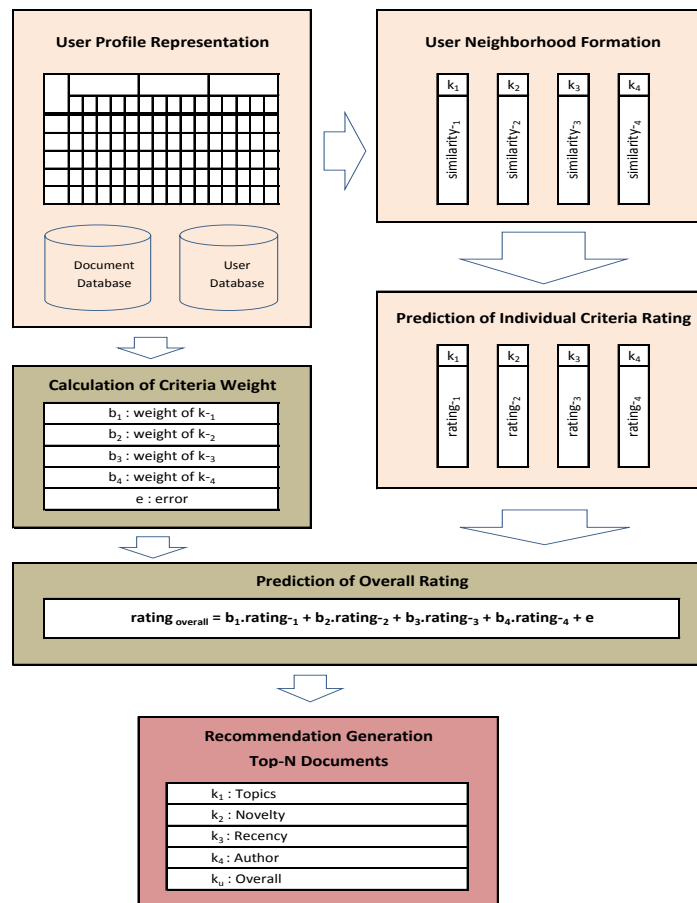 User Profile Representation
Document
Database
User
Database
User Neighborhood Formation
k₁ k₂ k₃ k₄
similarity-₁ similarity-₂ similarity-₃ similarity-₄
Prediction of Individual Criteria Rating
k₁ k₂ k₃ k₄
rating-₁ rating-₂ rating-₃ rating-₄
Calculation of Criteria Weight
b₁ : weight of k-₁
b₂ : weight of k-₂
b₃ : weight of k-₃
b₄ : weight of k-₄
e : error
Prediction of Overall Rating
rating overall = b₁.rating-₁ + b₂.rating-₂ + b₃.rating-₃ + b₄.rating-₄ + e
Recommendation Generation
Top-N Documents
k₁ : Topics
k₂ : Novelty
k₃ : Recency
k₄ : Author
kᵤ : Overall